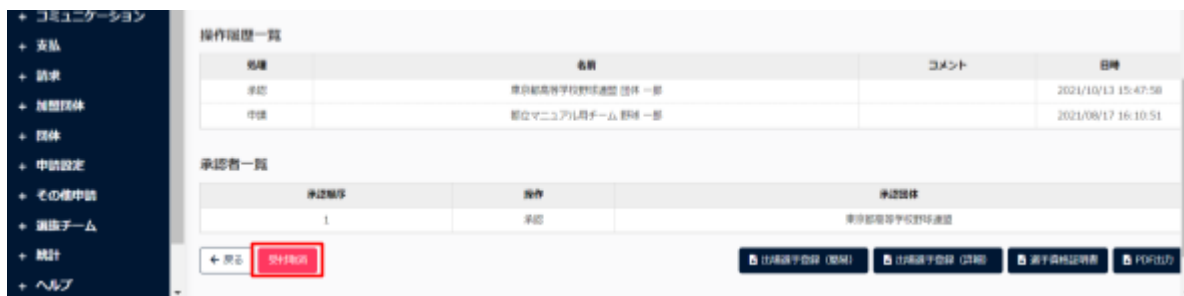 + コミュニケーション
+ 支払
+ 請求
+ 加盟団体
+ 団体
+ 申請設定
+ その他申請
+ 選抜チーム
+ 統計
+ ヘルプ
操作履歴一覧
処理 名前 コメント 日時
承認 東京都高等学校野球連盟 団体 一郎 2021/10/13 15:47:58
申請 都立マニュアル用チーム 野球 一郎 2021/08/17 16:10:51
承認者一覧
承認順序 操作 承認団体
1 承認 東京都高等学校野球連盟
← 戻る 受付取消 出場選手登録（簡易） 出場選手登録（詳細） 選手資格証明書 PDF出力